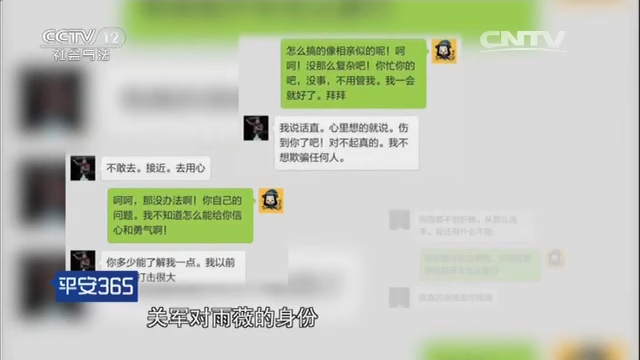 CCTV 12
社会与法
CNTV
怎么搞的像相亲似的呢！呵
呵！没那么复杂吧！你忙你的
吧，没事，不用管我。我一会
就好了。拜拜
我说话直。心里想的就说。伤
到你了吧！对不起真的。我不
想欺骗任何人。
不敢去。接近。去用心
呵呵，那没办法啊！你自己的
问题。我不知道怎么能给你信
心和勇气啊！
你多少能了解我一点。我以前
打击很大
平安365
关军对雨薇的身份